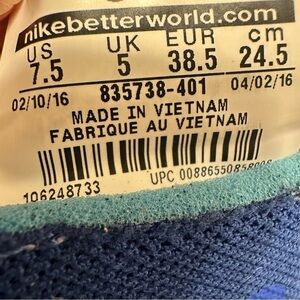 nikebetterworld.com
US UK EUR cm
7.5 5 38.5 24.5
02/10/16 835738-401 04/02/16
MADE IN VIETNAM
FABRIQUE AU VIETNAM
106248733 UPC